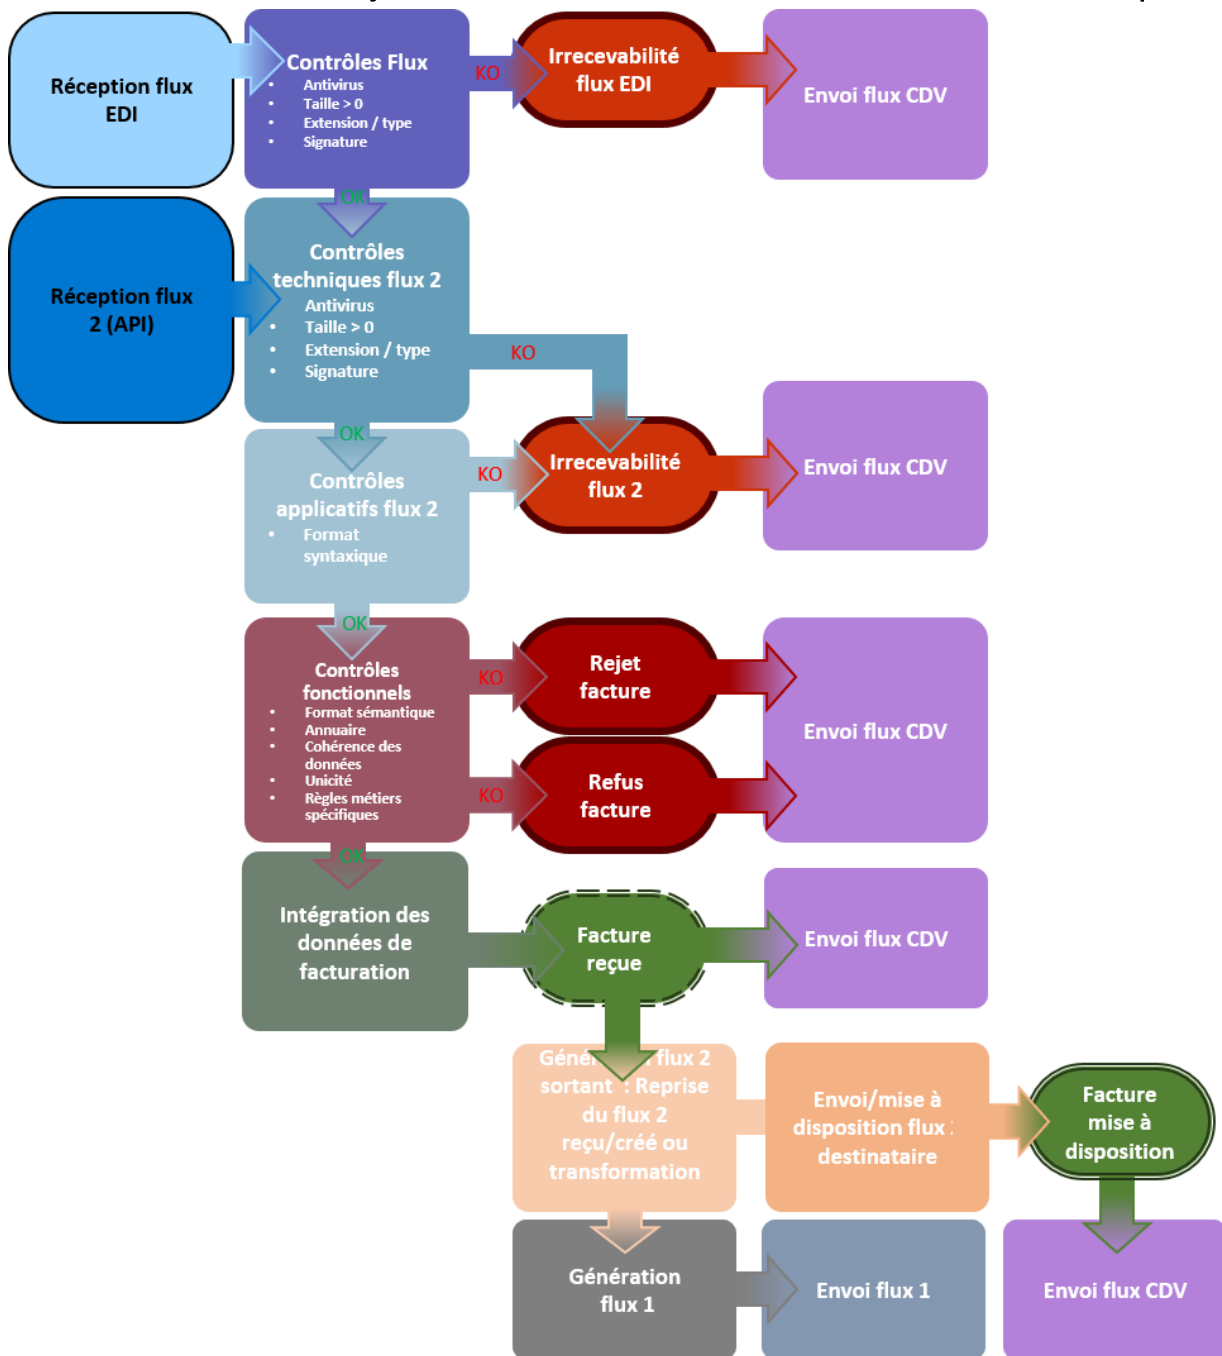 Réception flux
EDI
Contrôles Flux
• Antivirus
• Taille > 0
• Extension / type
• Signature
KO
Irrecevabilité
flux EDI
Envoi flux CDV
OK
Réception flux
2 (API)
Contrôles
techniques flux 2
Antivirus
• Taille > 0
• Extension / type
• Signature
KO
OK
Contrôles
applicatifs flux 2
• Format
syntaxique
KO
Irrecevabilité
flux 2
Envoi flux CDV
OK
Contrôles
fonctionnels
• Format sémantique
• Annuaire
• Cohérence des
données
• Unicité
• Règles métiers
spécifiques
KO
Rejet
facture
KO
Refus
facture
Envoi flux CDV
OK
Intégration des
données de
facturation
Facture
reçue
Envoi flux CDV
flux 2
sortant : Reprise
du flux 2
reçu/créé ou
transformation
Envoi/mise à
disposition flux
destinataire
Facture
mise à
disposition
Génération
flux 1
Envoi flux 1
Envoi flux CDV